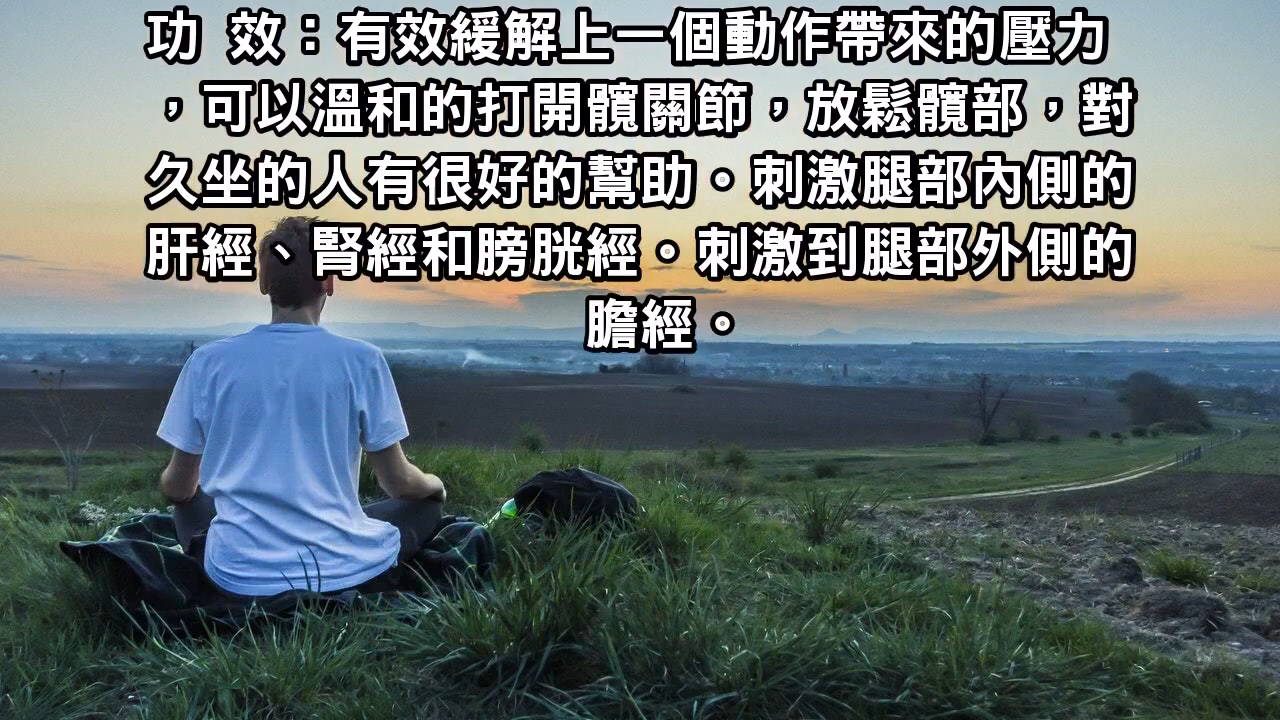 功 效：有效緩解上一個動作帶來的壓力
，可以溫和的打開髖關節，放鬆髖部，對
久坐的人有很好的幫助。刺激腿部內側的
肝經、腎經和膀胱經。刺激到腿部外側的
膽經。